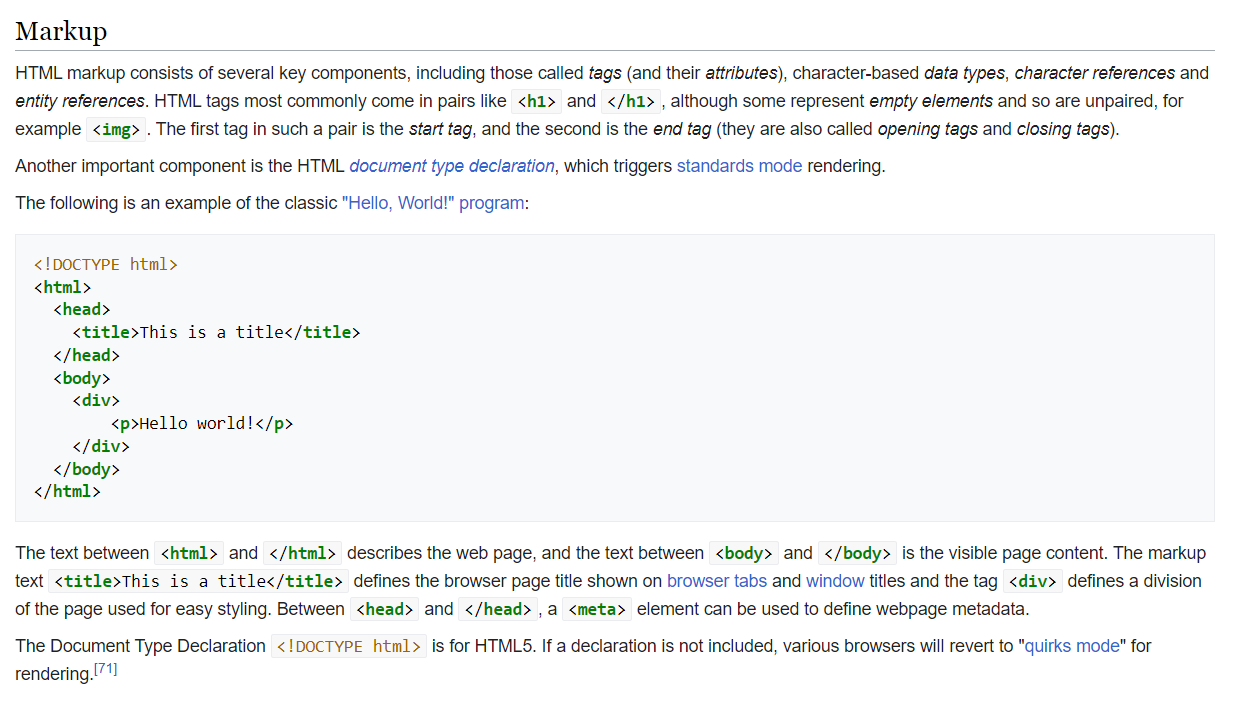 Markup
HTML markup consists of several key components, including those called tags (and their attributes), character-based data types, character references and
entity references. HTML tags most commonly come in pairs like <h1> and </h1> , although some represent empty elements and so are unpaired, for
example <img> . The first tag in such a pair is the start tag, and the second is the end tag (they are also called opening tags and closing tags).
Another important component is the HTML document type declaration, which triggers standards mode rendering.
The following is an example of the classic "Hello, World!" program:
<!DOCTYPE html>
<html>
  <head>
    <title>This is a title</title>
  </head>
  <body>
    <div>
        <p>Hello world!</p>
    </div>
  </body>
</html>
The text between <html> and </html> describes the web page, and the text between <body> and </body> is the visible page content. The markup
text <title>This is a title</title> defines the browser page title shown on browser tabs and window titles and the tag <div> defines a division
of the page used for easy styling. Between <head> and </head> , a <meta> element can be used to define webpage metadata.
The Document Type Declaration <!DOCTYPE html> is for HTML5. If a declaration is not included, various browsers will revert to "quirks mode" for
rendering.[71]